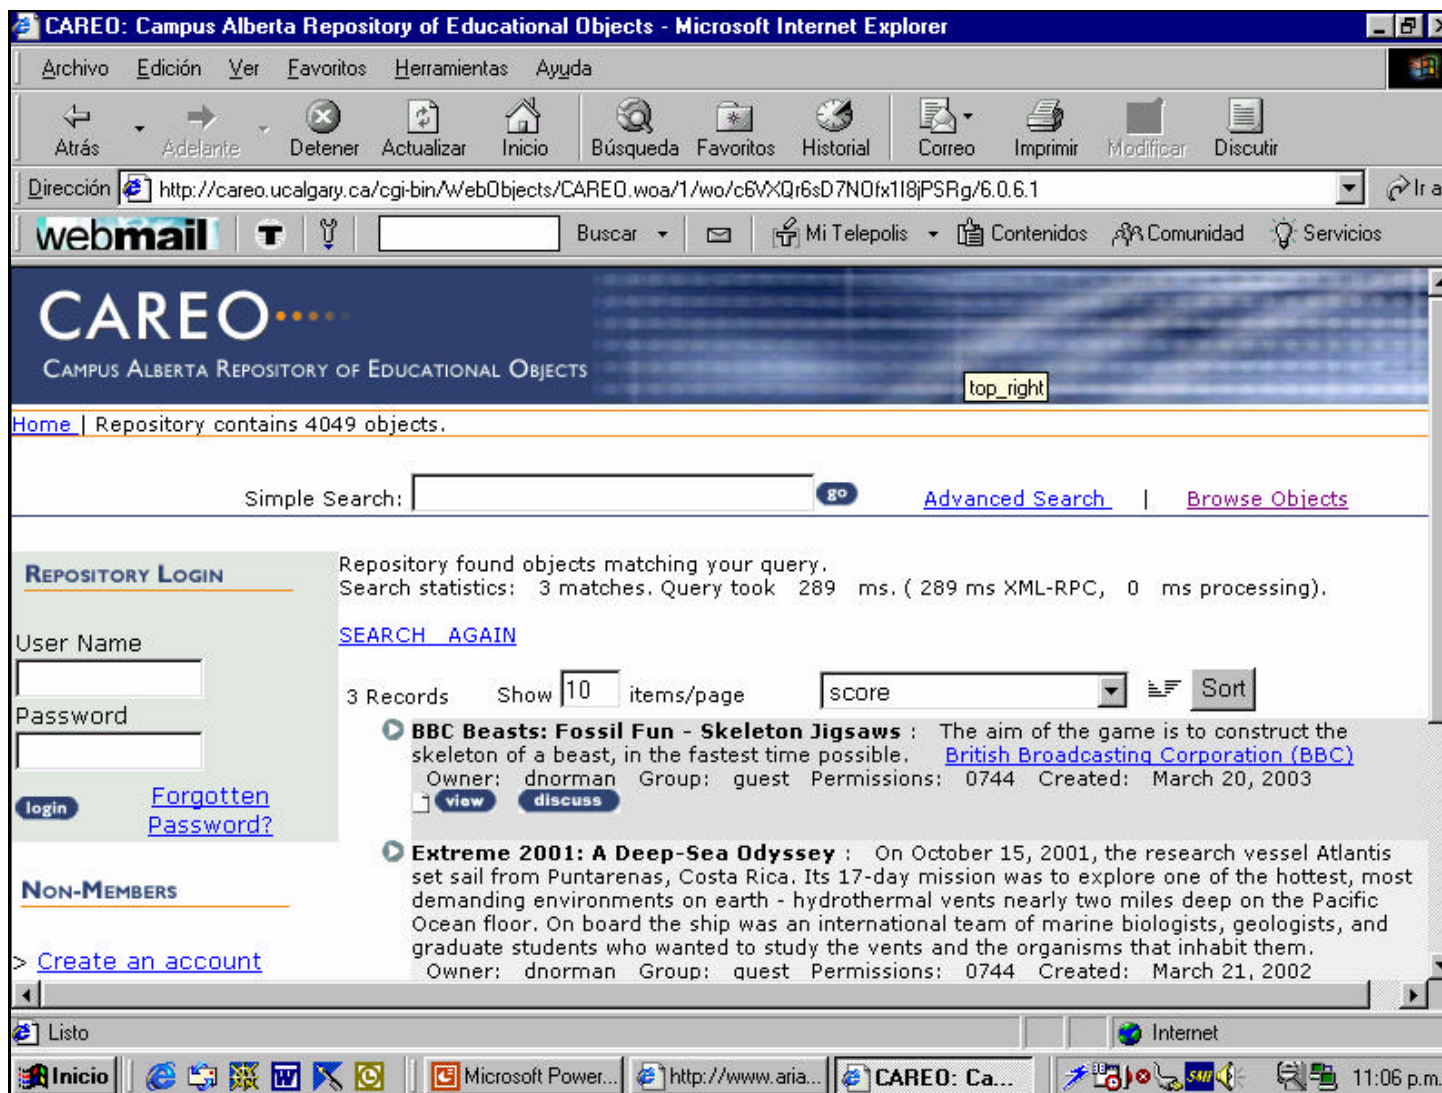 CAREO: Campus Alberta Repository of Educational Objects - Microsoft Internet Explorer
Archivo Edición Ver Favoritos Herramientas Ayuda
Atrás Adelante Detener Actualizar Inicio Búsqueda Favoritos Historial Correo Imprimir Modificar Discutir
Dirección http://careo.ucalgary.ca/cgi-bin/WebObjects/CAREO.woa/1/wo/c6VXQr6sD7NOfx1I8jPSRg/6.0.6.1 Ir a
webmail T Buscar Mi Telepolis Contenidos Comunidad Servicios
CAREO
CAMPUS ALBERTA REPOSITORY OF EDUCATIONAL OBJECTS
top_right
Home | Repository contains 4049 objects.
Simple Search: go Advanced Search | Browse Objects
REPOSITORY LOGIN
User Name
Password
login Forgotten Password?
NON-MEMBERS
> Create an account
Repository found objects matching your query.
Search statistics: 3 matches. Query took 289 ms. ( 289 ms XML-RPC, 0 ms processing).
SEARCH AGAIN
3 Records Show 10 items/page score Sort
BBC Beasts: Fossil Fun - Skeleton Jigsaws : The aim of the game is to construct the
skeleton of a beast, in the fastest time possible. British Broadcasting Corporation (BBC)
Owner: dnorman Group: guest Permissions: 0744 Created: March 20, 2003
view discuss
Extreme 2001: A Deep-Sea Odyssey : On October 15, 2001, the research vessel Atlantis
set sail from Puntarenas, Costa Rica. Its 17-day mission was to explore one of the hottest, most
demanding environments on earth - hydrothermal vents nearly two miles deep on the Pacific
Ocean floor. On board the ship was an international team of marine biologists, geologists, and
graduate students who wanted to study the vents and the organisms that inhabit them.
Owner: dnorman Group: guest Permissions: 0744 Created: March 21, 2002
Listo Internet
Inicio Microsoft Power... http://www.aria... CAREO: Ca... 11:06 p.m.